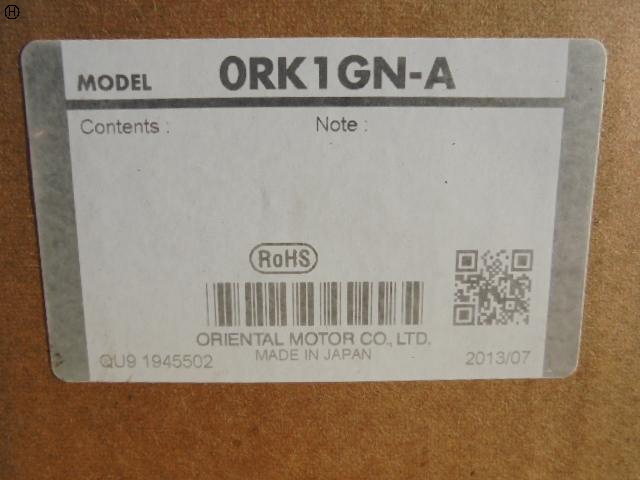 H
MODEL 0RK1GN-A
Contents : Note :
RoHS
ORIENTAL MOTOR CO., LTD.
MADE IN JAPAN
QU9 1945502 2013/07